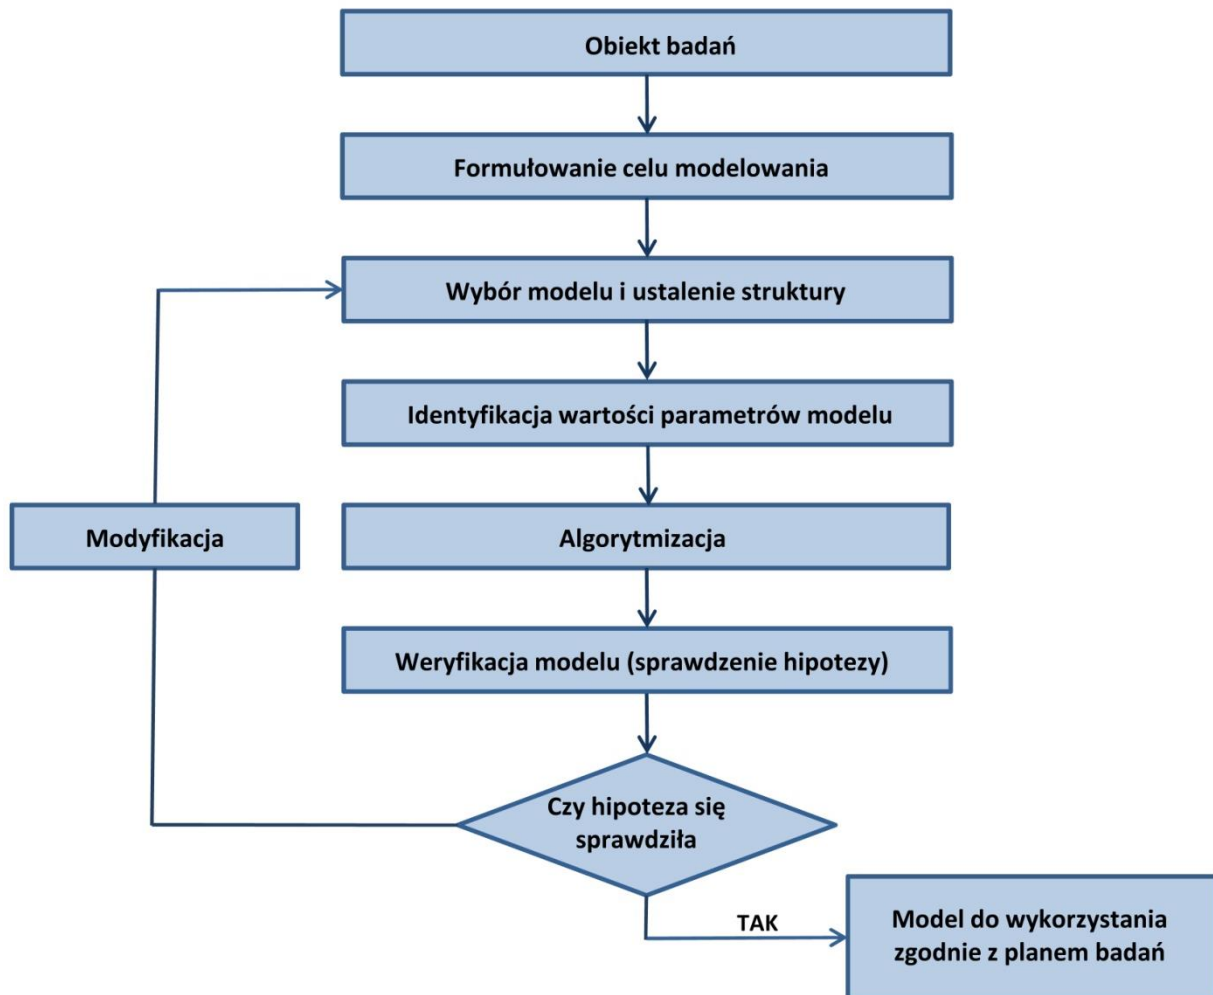 Obiekt badań
Formułowanie celu modelowania
Wybór modelu i ustalenie struktury
Identyfikacja wartości parametrów modelu
Modyfikacja
Algorytmizacja
Weryfikacja modelu (sprawdzenie hipotezy)
Czy hipoteza się
sprawdziła
TAK
Model do wykorzystania
zgodnie z planem badań